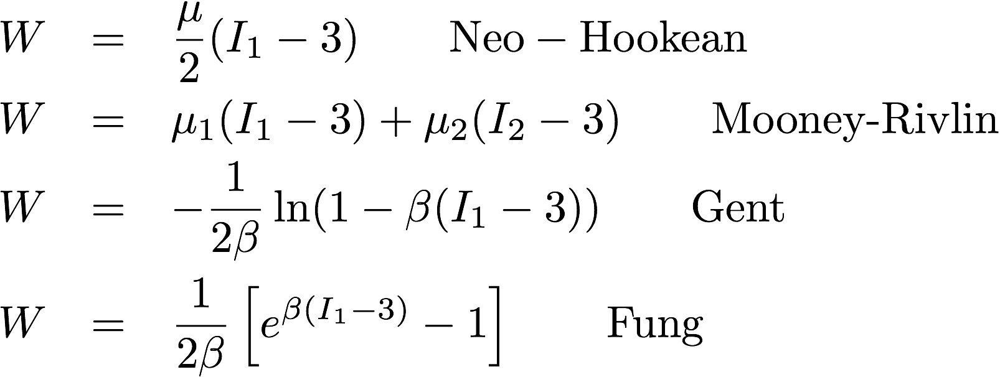 W = μ/2 (I₁ − 3) Neo − Hookean
W = μ₁(I₁ − 3) + μ₂(I₂ − 3) Mooney-Rivlin
W = −1/2β ln(1 − β(I₁ − 3)) Gent
W = 1/2β [e^β(I₁−3) − 1] Fung